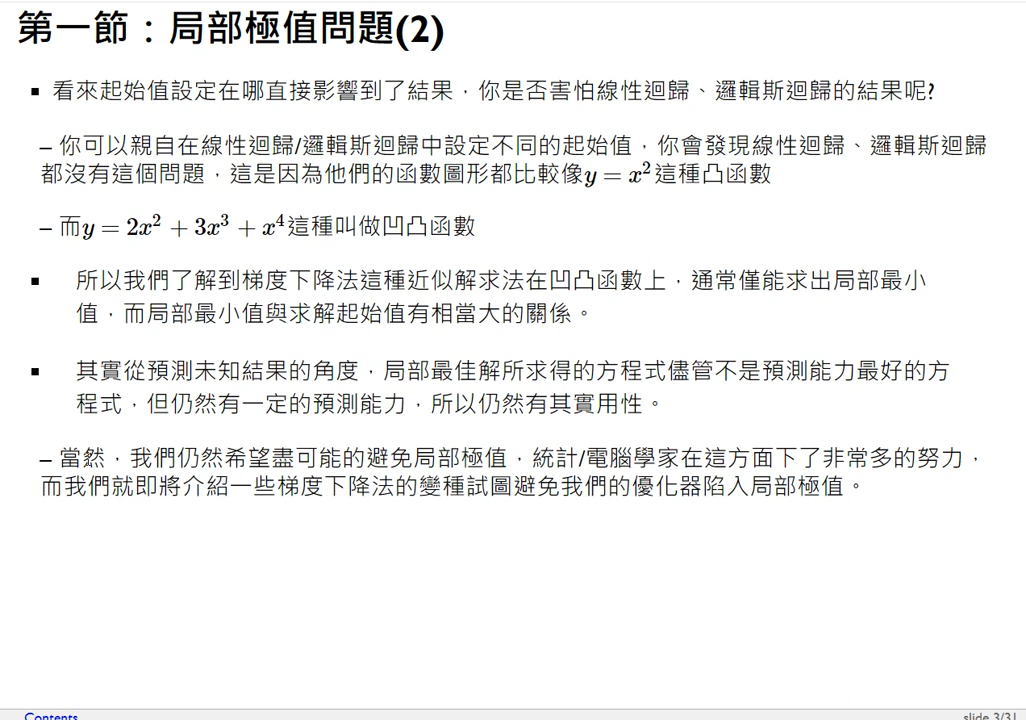 第一節：局部極值問題(2)
▪ 看來起始值設定在哪直接影響到了結果，你是否害怕線性迴歸、邏輯斯迴歸的結果呢?
– 你可以親自在線性迴歸/邏輯斯迴歸中設定不同的起始值，你會發現線性迴歸、邏輯斯迴歸
都沒有這個問題，這是因為他們的函數圖形都比較像y = x²這種凸函數
– 而y = 2x² + 3x³ + x⁴這種叫做凹凸函數
▪ 所以我們了解到梯度下降法這種近似解求法在凹凸函數上，通常僅能求出局部最小
值，而局部最小值與求解起始值有相當大的關係。
▪ 其實從預測未知結果的角度，局部最佳解所求得的方程式儘管不是預測能力最好的方
程式，但仍然有一定的預測能力，所以仍然有其實用性。
– 當然，我們仍然希望盡可能的避免局部極值，統計/電腦學家在這方面下了非常多的努力，
而我們就即將介紹一些梯度下降法的變種試圖避免我們的優化器陷入局部極值。
Contents slide 3/31